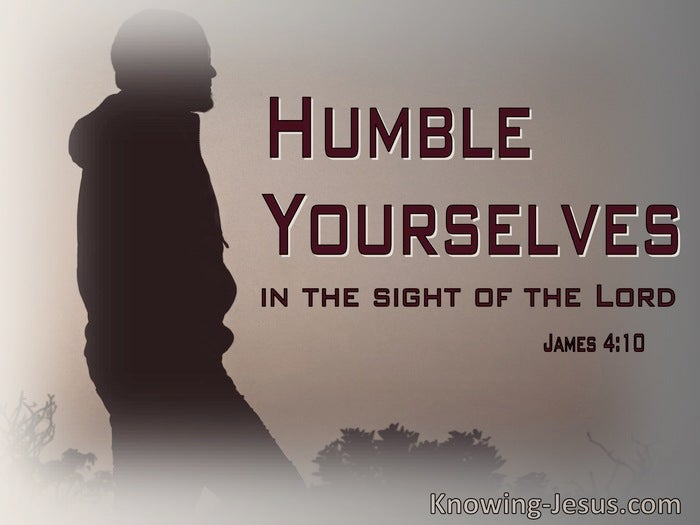 Humble
Yourselves
in the sight of the Lord
James 4:10
Knowing-Jesus.com